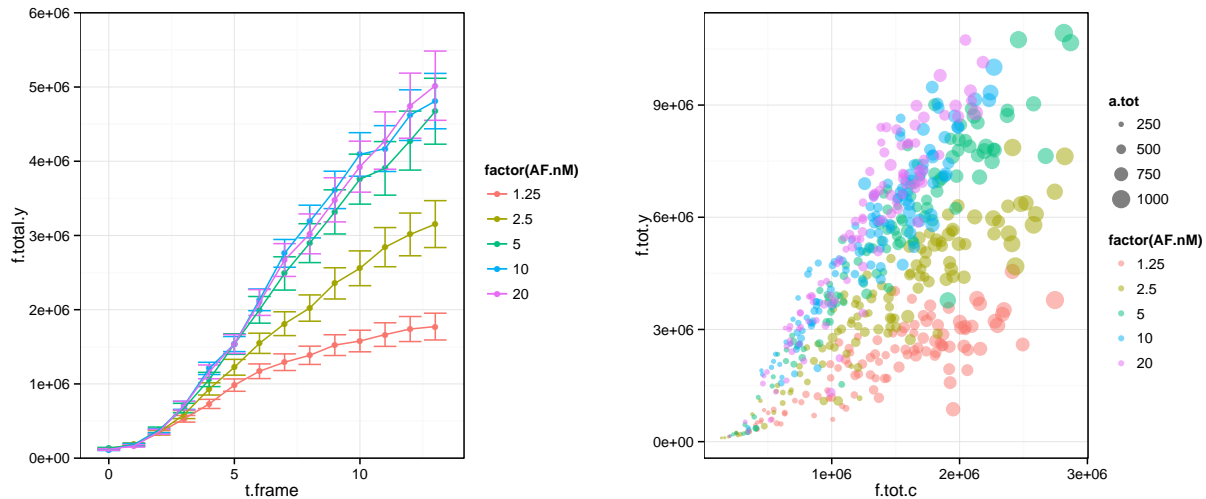 6e+06
5e+06
4e+06
3e+06
2e+06
1e+06
0e+00
f.total.y
0
5
10
t.frame
factor(AF.nM)
1.25
2.5
5
10
20
9e+06
6e+06
3e+06
0e+00
f.tot.y
1e+06
2e+06
3e+06
f.tot.c
a.tot
250
500
750
1000
factor(AF.nM)
1.25
2.5
5
10
20